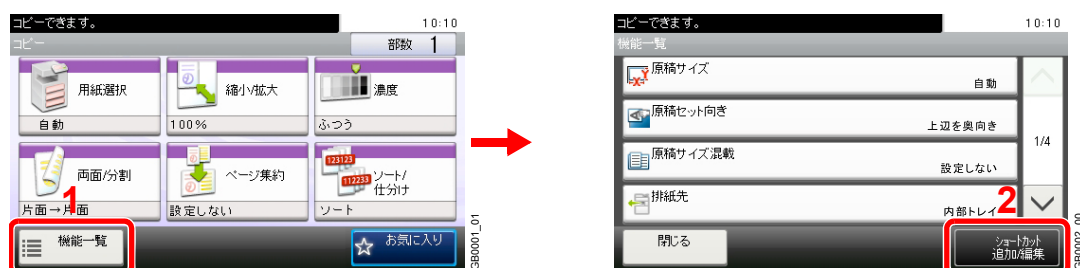 コピーできます。
10:10
コピー
部数 1
用紙選択
自動
縮小/拡大
100%
濃度
ふつう
両面/分割
片面→片面
ページ集約
設定しない
123123
112233
ソート/
仕分け
ソート
1
機能一覧
お気に入り
GB0001_01
コピーできます。
10:10
機能一覧
原稿サイズ
自動
原稿セット向き
上辺を奥向き
原稿サイズ混載
設定しない
排紙先
内部トレイ
1/4
2
閉じる
ショートカット
追加/編集
GB0002_00